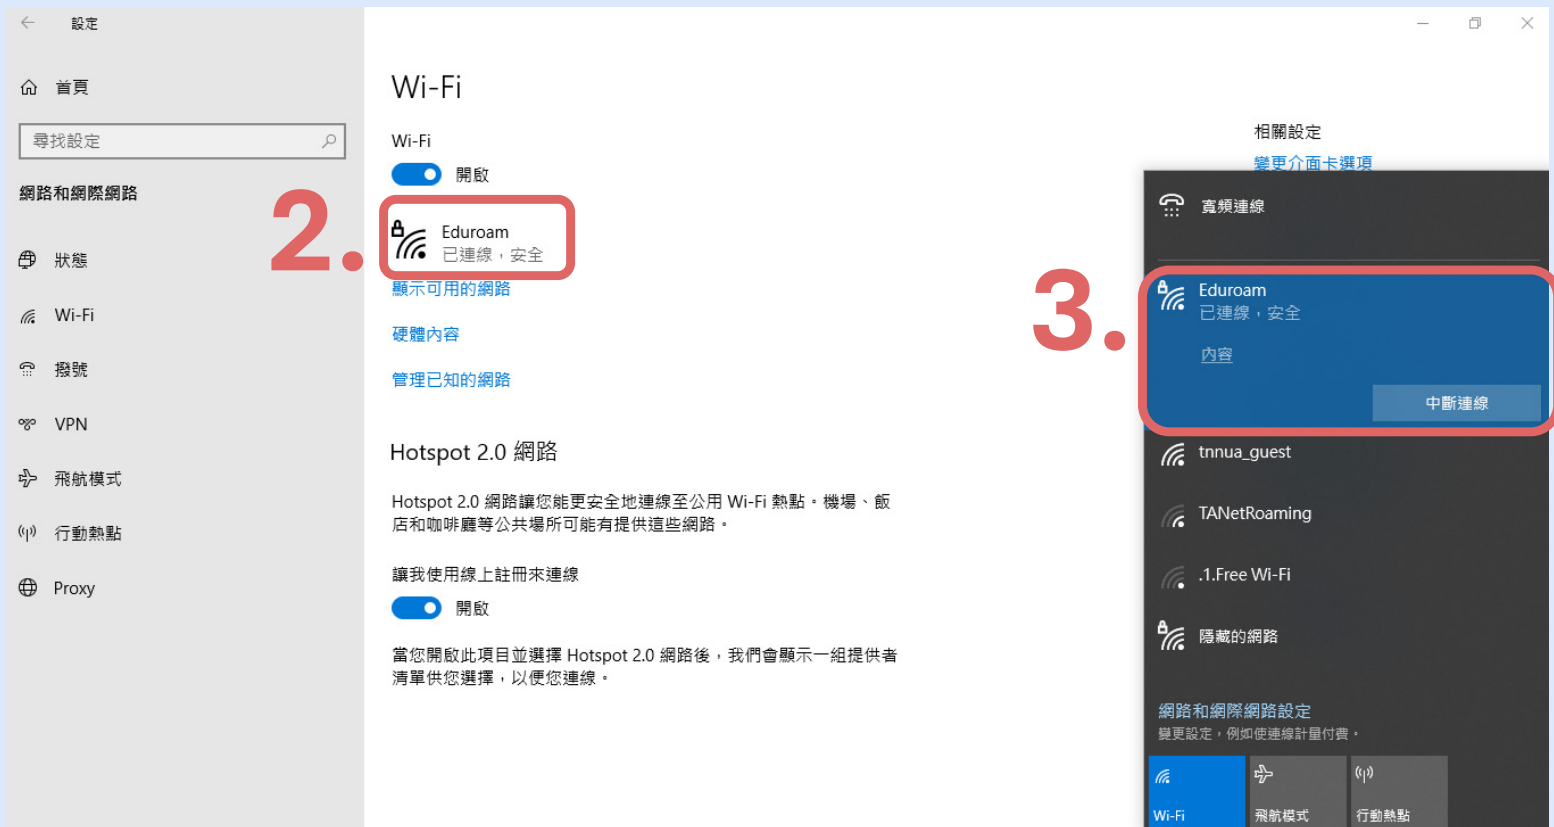 設定
首頁
尋找設定
網路和網際網路
狀態
Wi-Fi
撥號
VPN
飛航模式
行動熱點
Proxy
Wi-Fi
Wi-Fi
開啟
2.
Eduroam
已連線，安全
顯示可用的網路
硬體內容
管理已知的網路
Hotspot 2.0 網路
Hotspot 2.0 網路讓您能更安全地連線至公用 Wi-Fi 熱點。機場、飯
店和咖啡廳等公共場所可能有提供這些網路。
讓我使用線上註冊來連線
開啟
當您開啟此項目並選擇 Hotspot 2.0 網路後，我們會顯示一組提供者
清單供您選擇，以便您連線。
相關設定
變更介面卡選項
寬頻連線
3.
Eduroam
已連線，安全
內容
中斷連線
tnnua_guest
TANetRoaming
.1.Free Wi-Fi
隱藏的網路
網路和網際網路設定
變更設定，例如使連線計量付費。
Wi-Fi
飛航模式
行動熱點